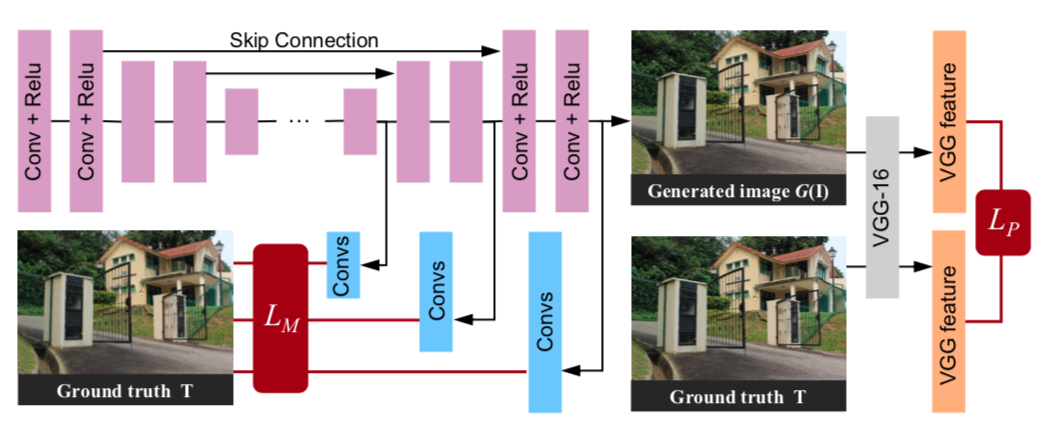 Skip Connection
Conv + Relu
Conv + Relu
...
Conv + Relu
Conv + Relu
Generated image G(I)
VGG-16
VGG feature
L_P
Convs
Convs
Convs
L_M
Ground truth T
Ground truth T
VGG feature